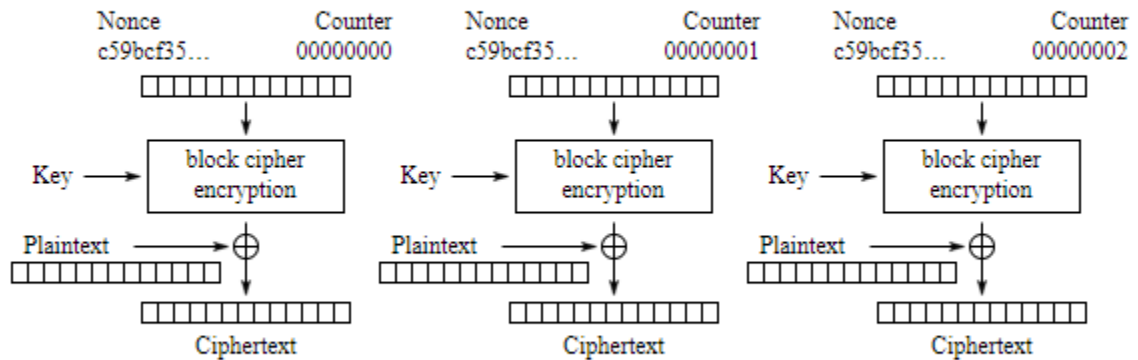 Nonce Counter Nonce Counter Nonce Counter
c59bcf35… 00000000 c59bcf35… 00000001 c59bcf35… 00000002
block cipher block cipher block cipher
Key encryption Key encryption Key encryption
Plaintext Plaintext Plaintext
Ciphertext Ciphertext Ciphertext